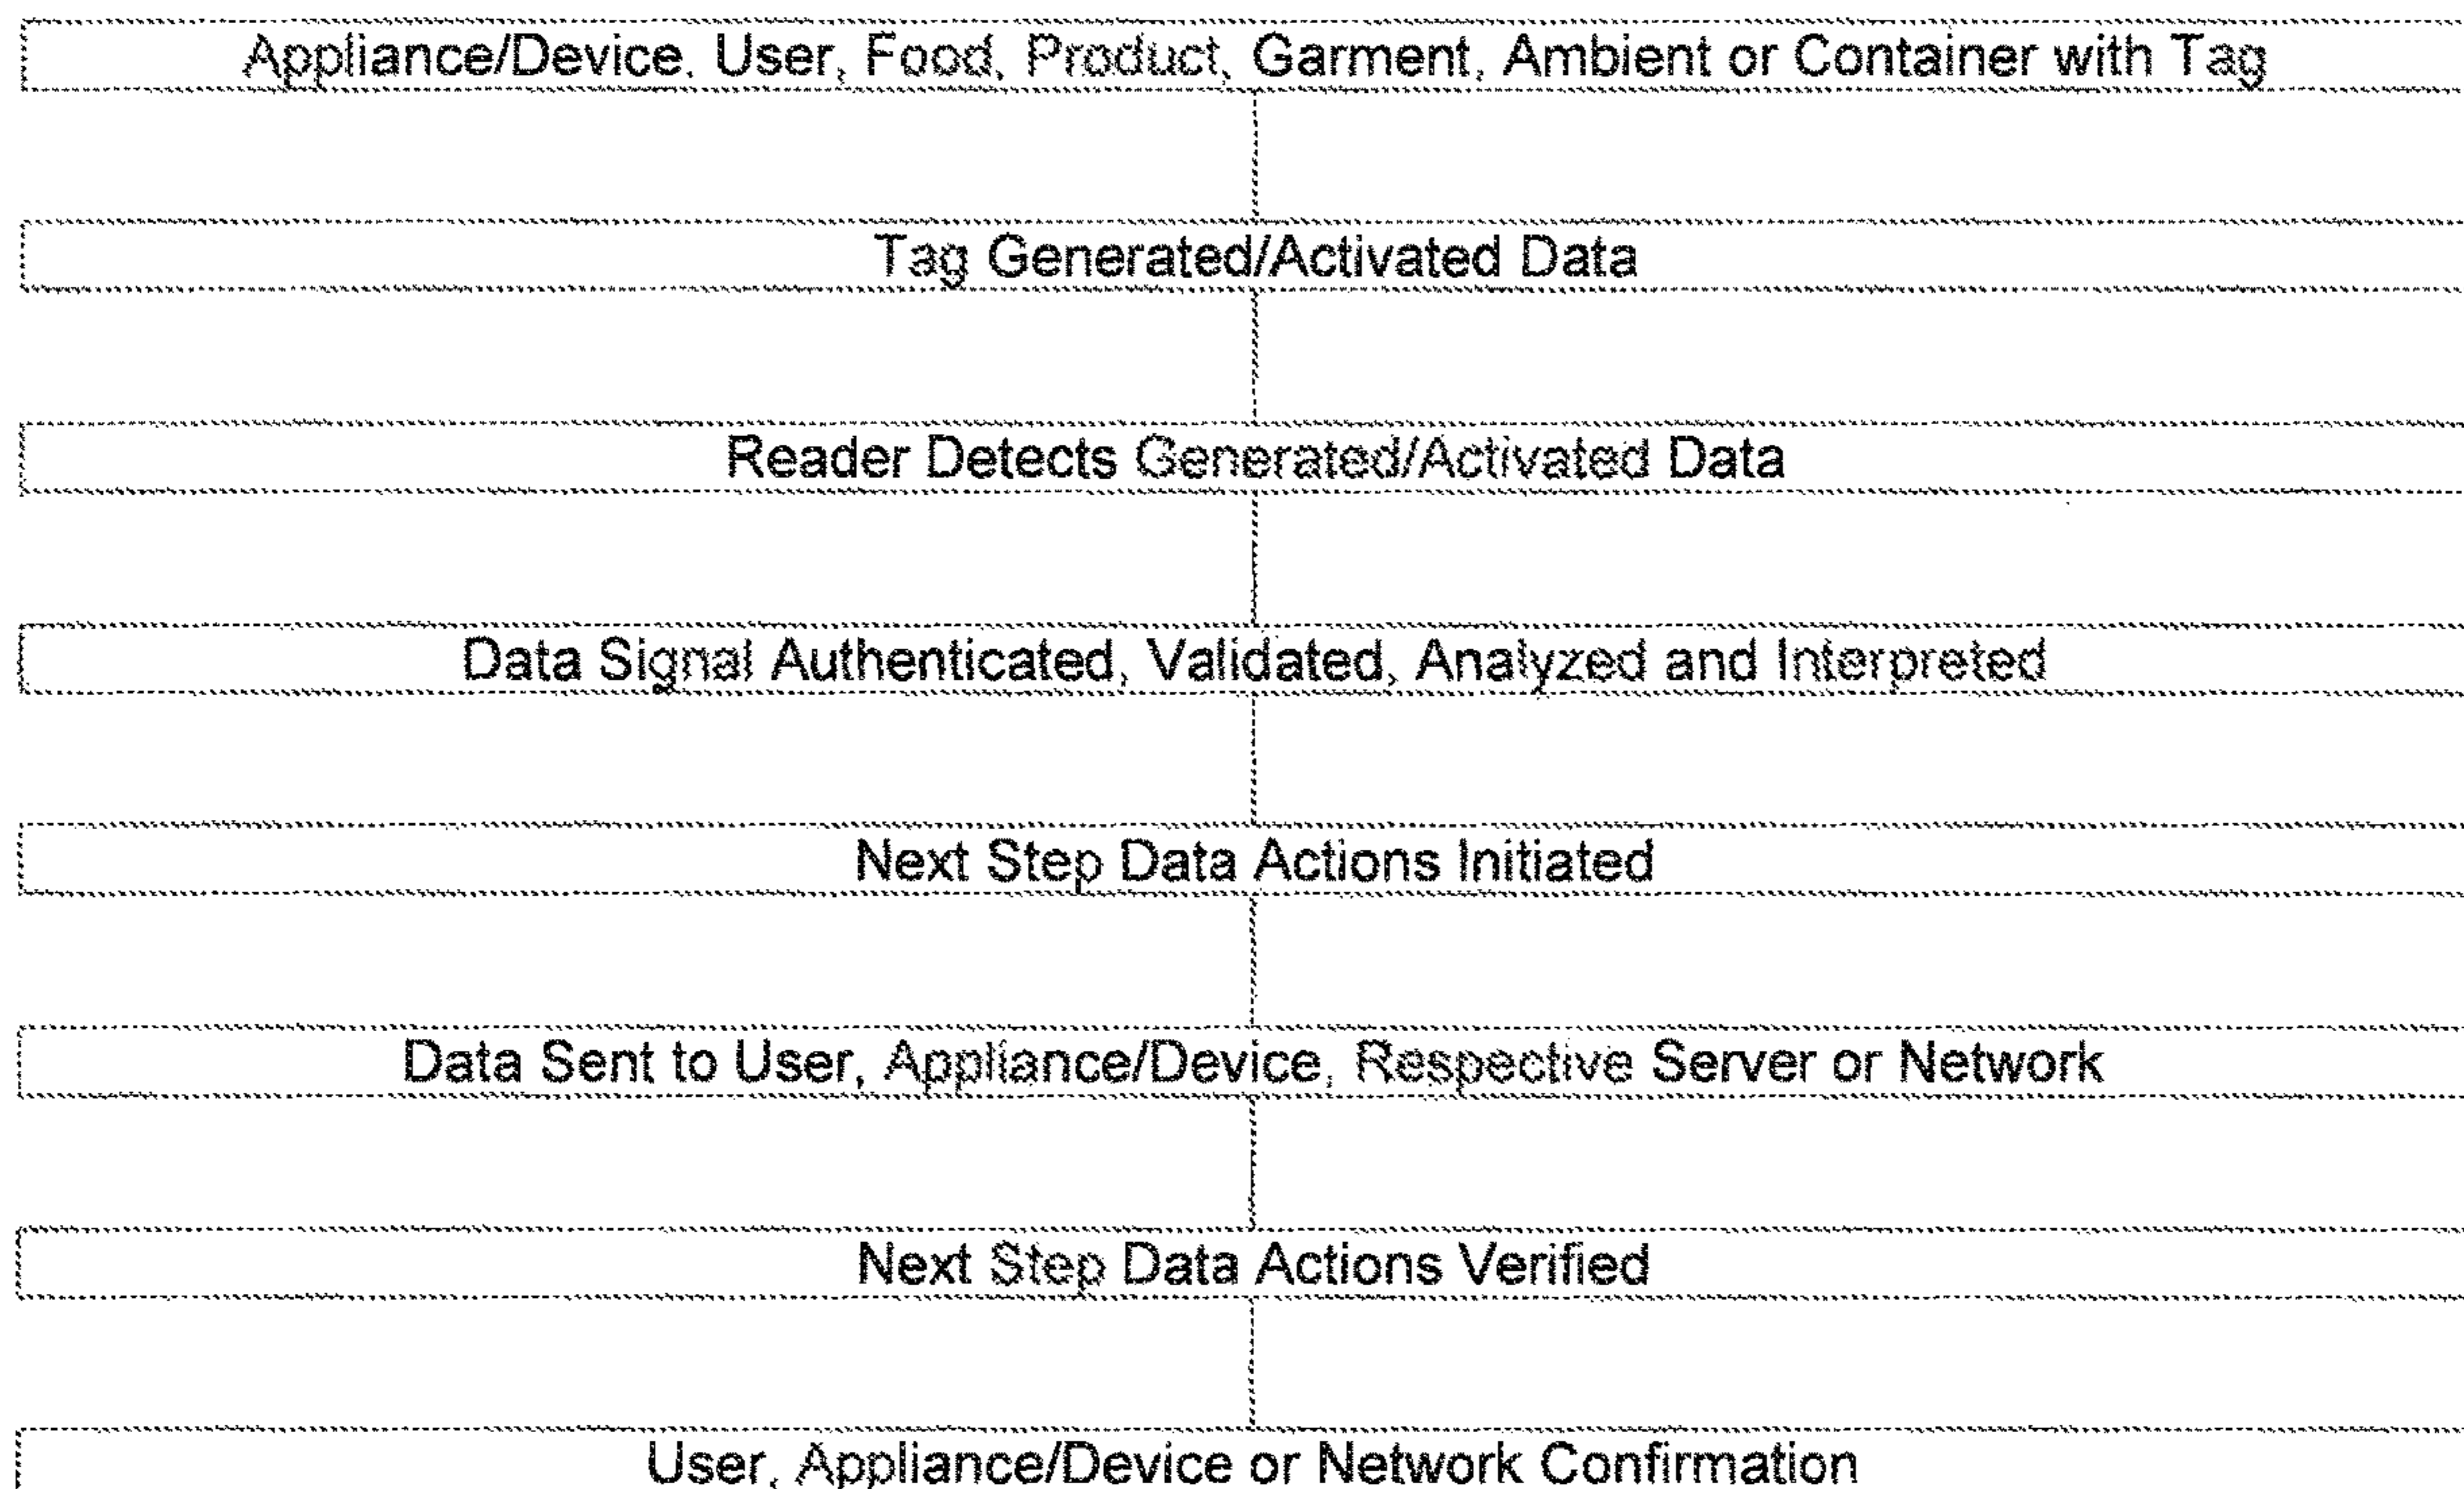 Appliance/Device, User, Food, Product, Garment, Ambient or Container with Tag
Tag Generated/Activated Data
Reader Detects Generated/Activated Data
Data Signal Authenticated, Validated, Analyzed and Interpreted
Next Step Data Actions Initiated
Data Sent to User, Appliance/Device, Respective Server or Network
Next Step Data Actions Verified
User, Appliance/Device or Network Confirmation